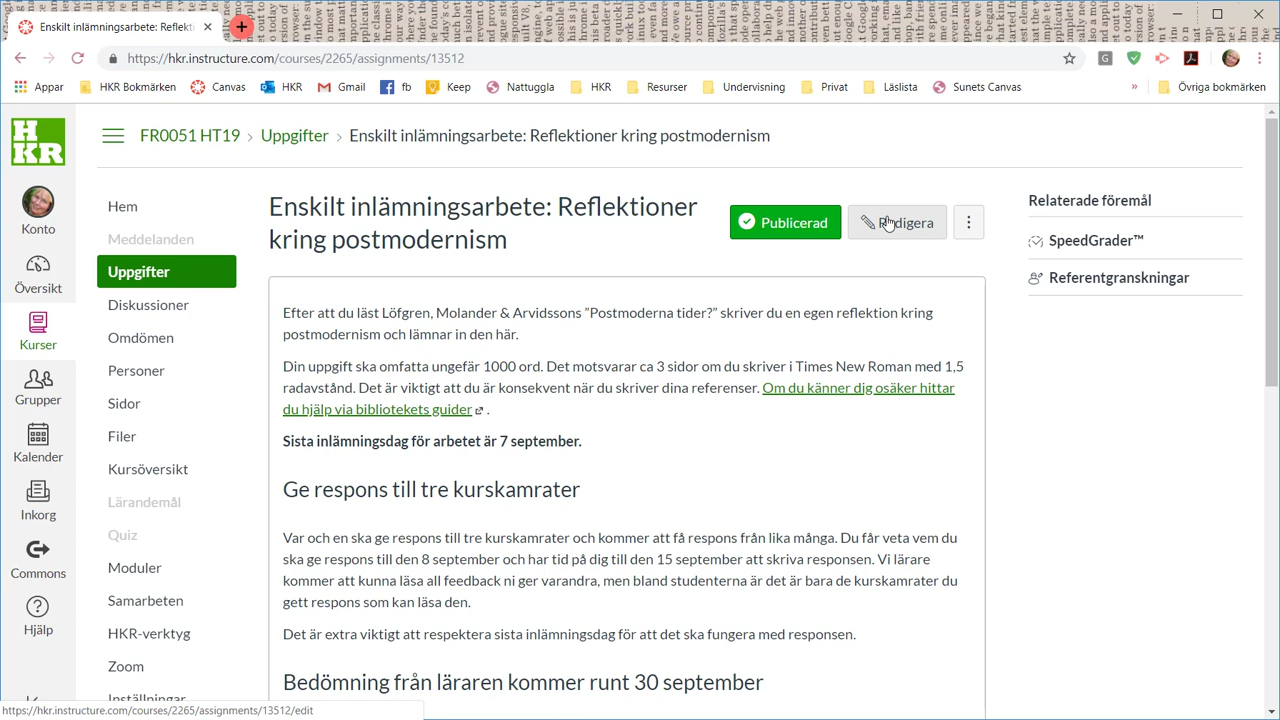 Enskilt inlämningsarbete: Reflekti
https://hkr.instructure.com/courses/2265/assignments/13512
Appar
HKR Bokmärken
Canvas
HKR
Gmail
fb
Keep
Nattuggla
HKR
Resurser
Undervisning
Privat
Läslista
Sunets Canvas
»
Övriga bokmärken
HKR
Konto
Översikt
Kurser
Grupper
Kalender
Inkorg
Commons
Hjälp
FR0051 HT19 › Uppgifter › Enskilt inlämningsarbete: Reflektioner kring postmodernism
Hem
Meddelanden
Uppgifter
Diskussioner
Omdömen
Personer
Sidor
Filer
Kursöversikt
Lärandemål
Quiz
Moduler
Samarbeten
HKR-verktyg
Zoom
Inställningar
Enskilt inlämningsarbete: Reflektioner
kring postmodernism
Publicerad
Redigera
Efter att du läst Löfgren, Molander & Arvidssons ”Postmoderna tider?” skriver du en egen reflektion kring
postmodernism och lämnar in den här.
Din uppgift ska omfatta ungefär 1000 ord. Det motsvarar ca 3 sidor om du skriver i Times New Roman med 1,5
radavstånd. Det är viktigt att du är konsekvent när du skriver dina referenser. Om du känner dig osäker hittar
du hjälp via bibliotekets guider .
Sista inlämningsdag för arbetet är 7 september.
Ge respons till tre kurskamrater
Var och en ska ge respons till tre kurskamrater och kommer att få respons från lika många. Du får veta vem du
ska ge respons till den 8 september och har tid på dig till den 15 september att skriva responsen. Vi lärare
kommer att kunna läsa all feedback ni ger varandra, men bland studenterna är det är bara de kurskamrater du
gett respons som kan läsa den.
Det är extra viktigt att respektera sista inlämningsdag för att det ska fungera med responsen.
Bedömning från läraren kommer runt 30 september
Relaterade föremål
SpeedGrader™
Referentgranskningar
https://hkr.instructure.com/courses/2265/assignments/13512/edit